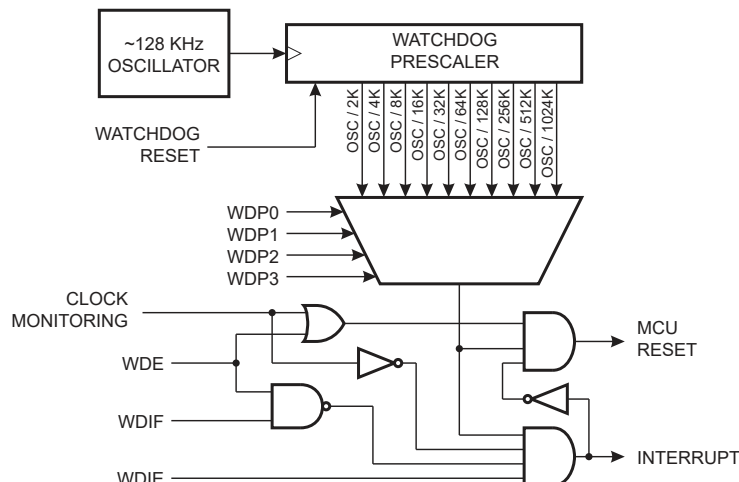 ~128 KHz
OSCILLATOR
WATCHDOG
PRESCALER
OSC / 2K
OSC / 4K
OSC / 8K
OSC / 16K
OSC / 32K
OSC / 64K
OSC / 128K
OSC / 256K
OSC / 512K
OSC / 1024K
WATCHDOG
RESET
WDP0
WDP1
WDP2
WDP3
CLOCK
MONITORING
MCU
RESET
WDE
WDIF
INTERRUPT